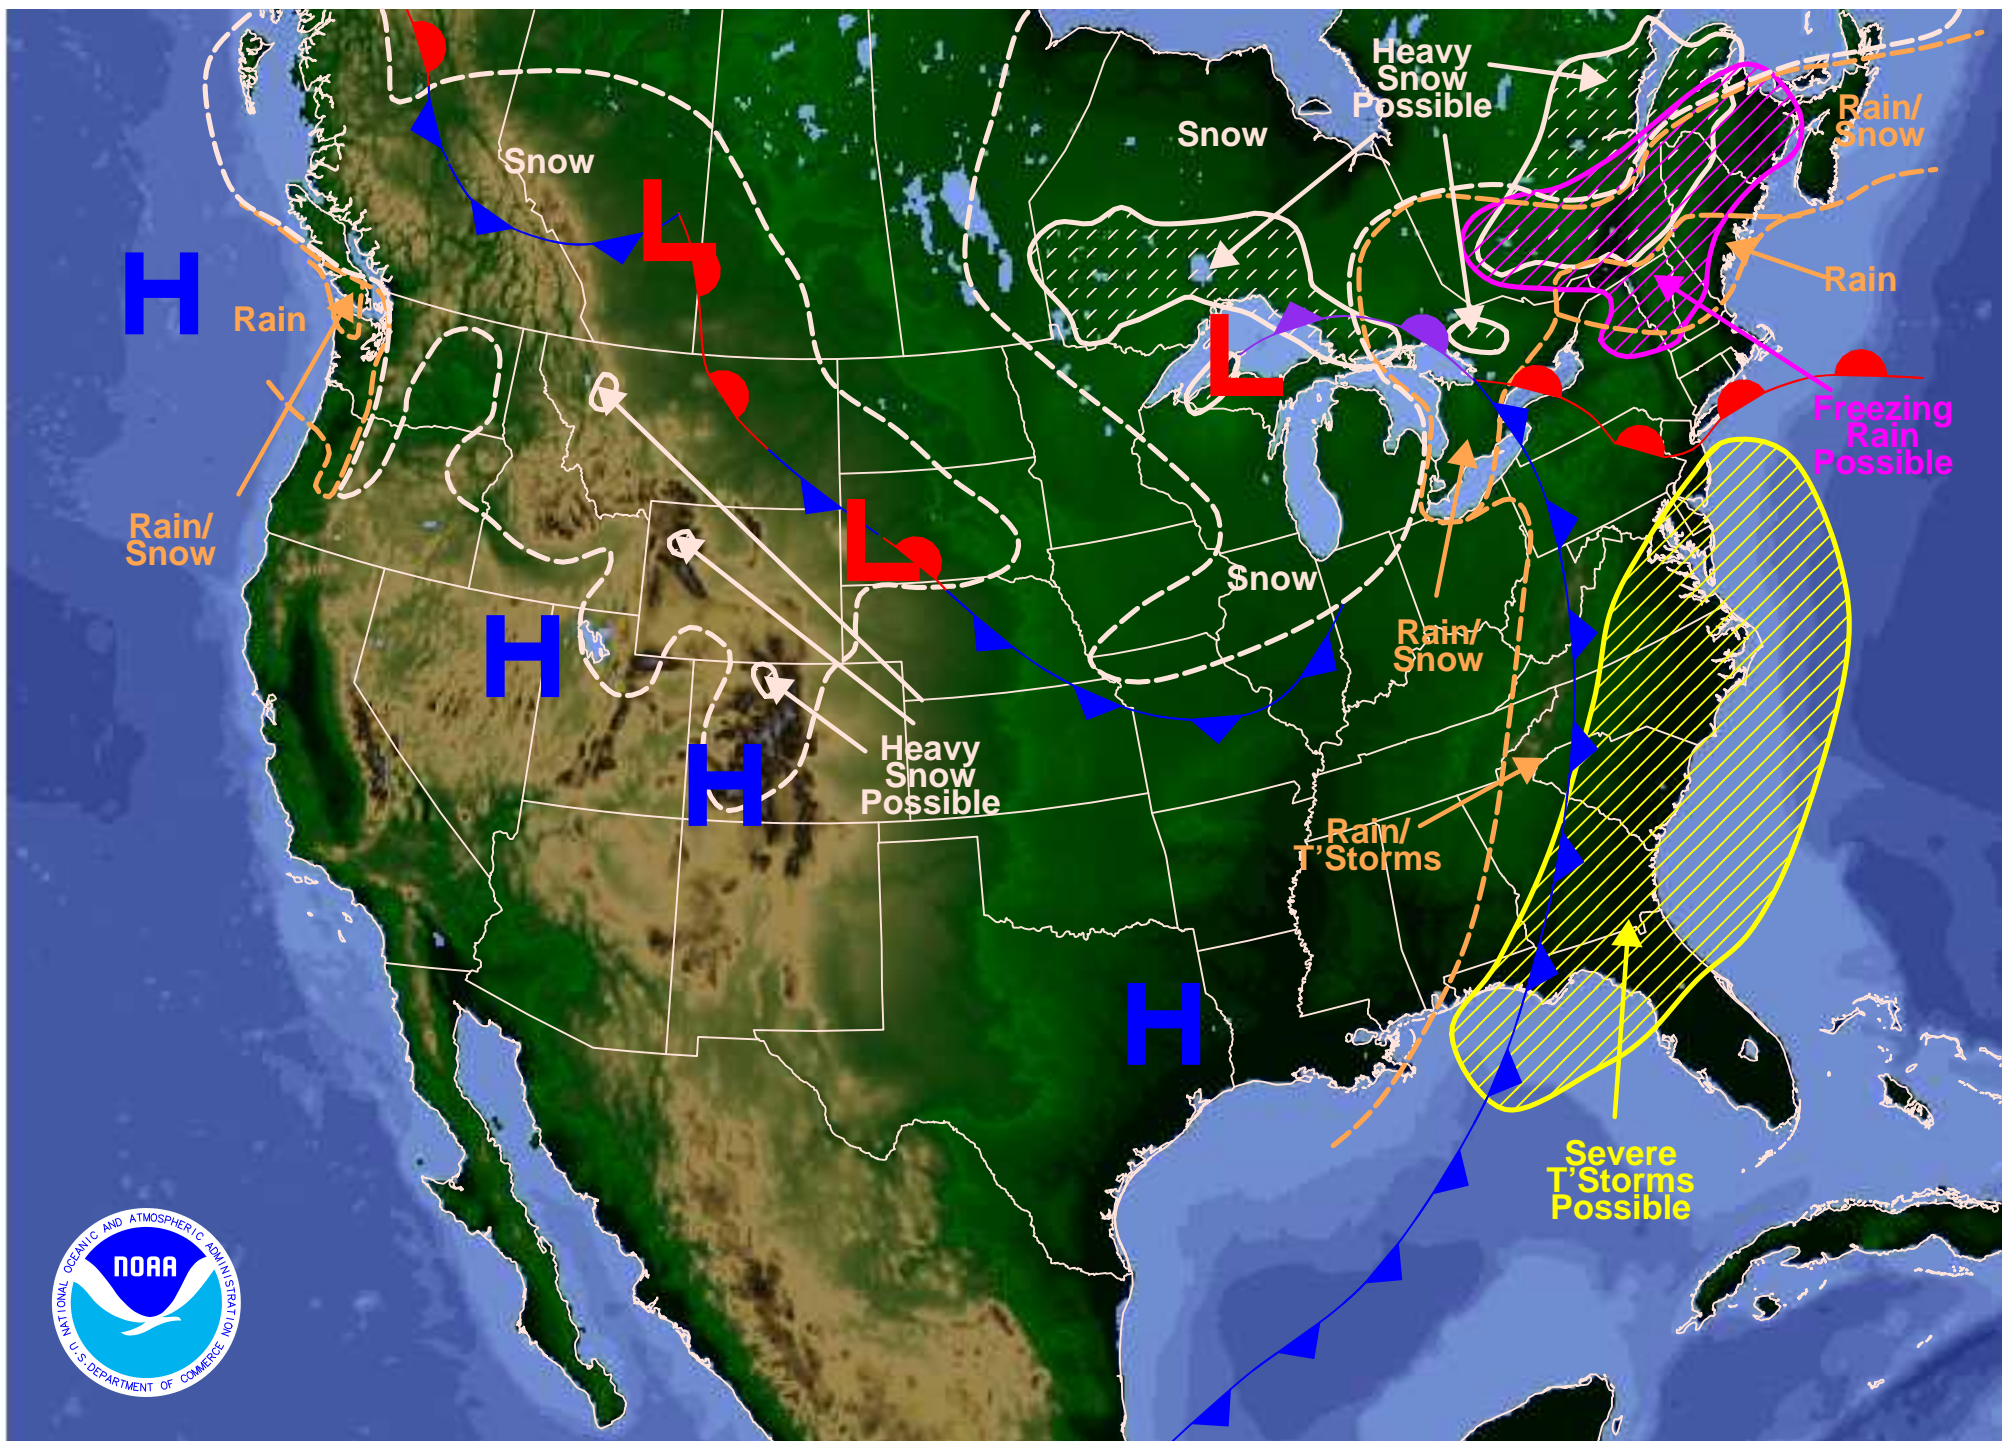 Heavy
Snow
Possible
Rain/
Snow
Snow
Snow
H
L
Rain
Rain
L
Freezing
Rain
Possible
Rain/
Snow
L
Snow
H
Rain/
Snow
H
Heavy
Snow
Possible
Rain/
T'Storms
H
Severe
T'Storms
Possible
NATIONAL OCEANIC AND ATMOSPHERIC ADMINISTRATION
NOAA
U.S. DEPARTMENT OF COMMERCE